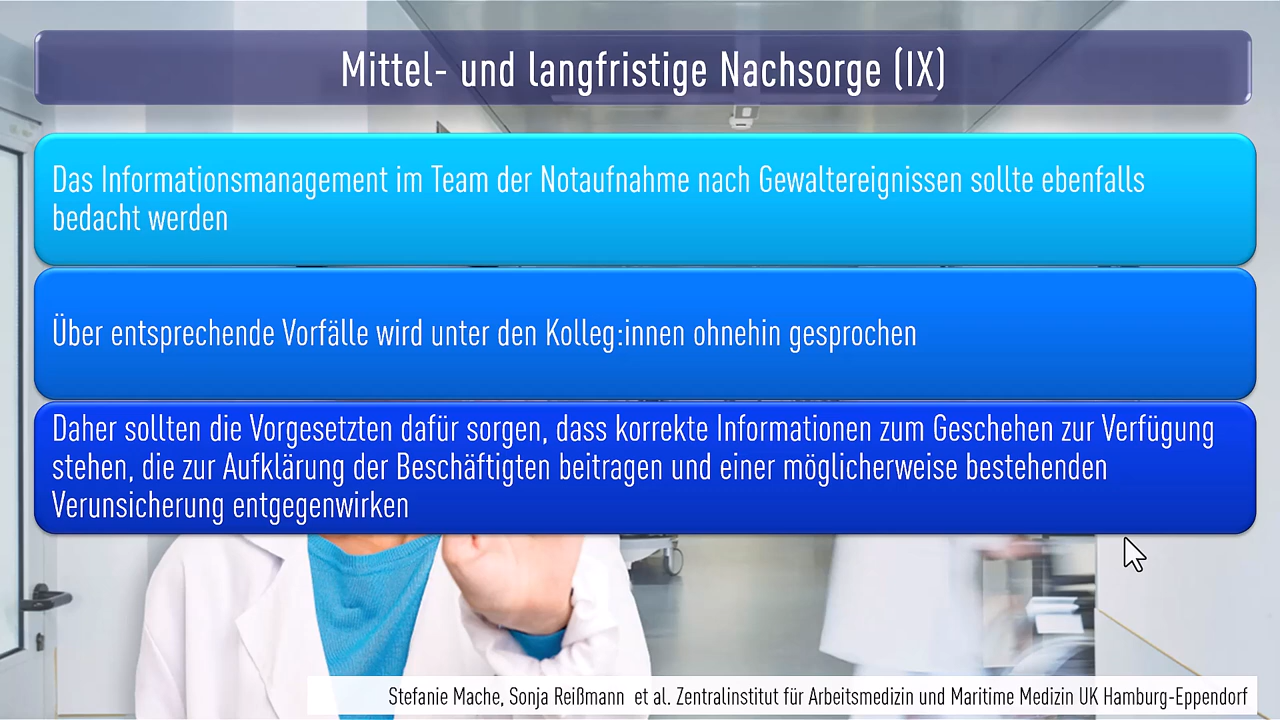 Mittel- und langfristige Nachsorge (IX)
Das Informationsmanagement im Team der Notaufnahme nach Gewaltereignissen sollte ebenfalls
bedacht werden
Über entsprechende Vorfälle wird unter den Kolleg:innen ohnehin gesprochen
Daher sollten die Vorgesetzten dafür sorgen, dass korrekte Informationen zum Geschehen zur Verfügung
stehen, die zur Aufklärung der Beschäftigten beitragen und einer möglicherweise bestehenden
Verunsicherung entgegenwirken
Stefanie Mache, Sonja Reißmann et al. Zentralinstitut für Arbeitsmedizin und Maritime Medizin UK Hamburg-Eppendorf